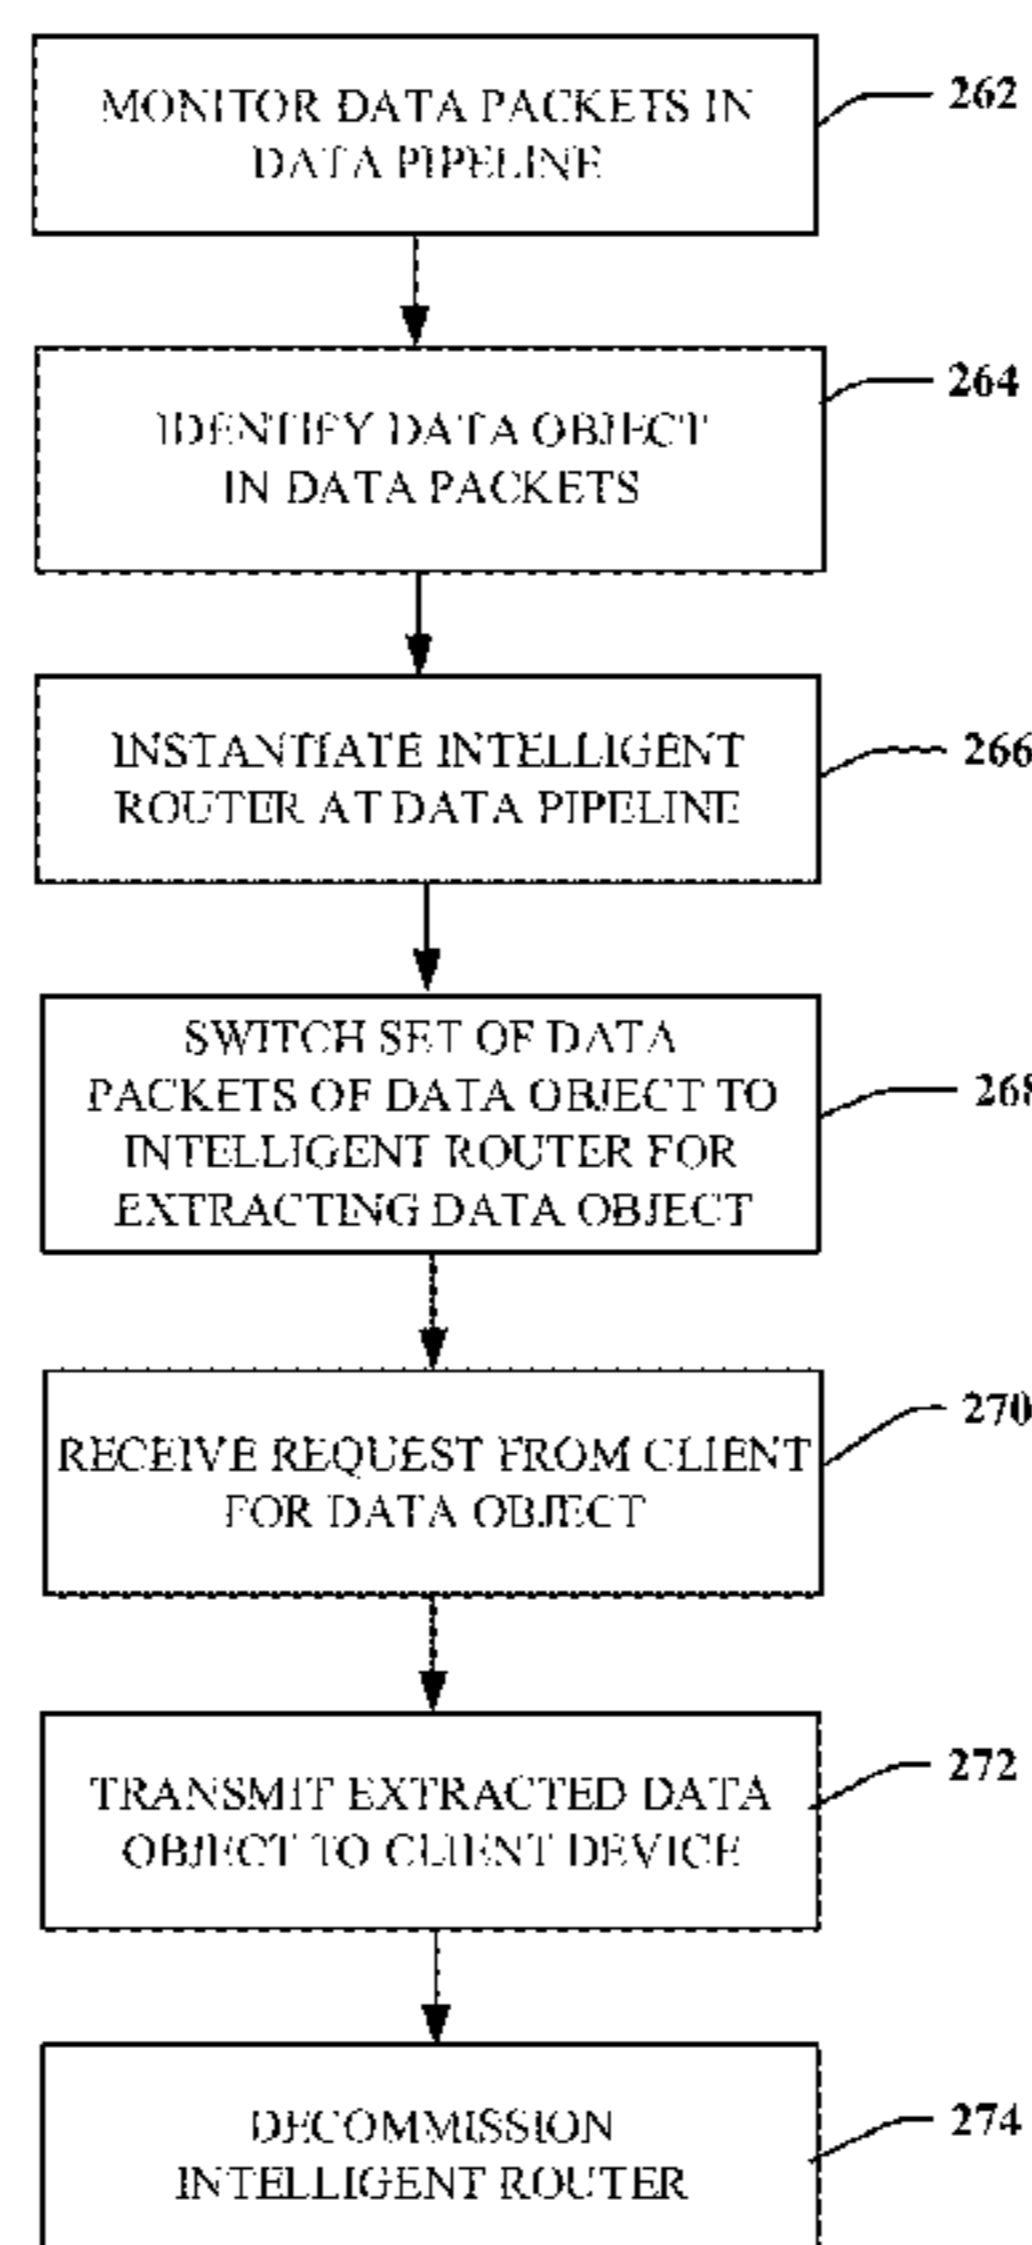 MONITOR DATA PACKETS IN
DATA PIPELINE
262
IDENTIFY DATA OBJECT
IN DATA PACKETS
264
INSTANTIATE INTELLIGENT
ROUTER AT DATA PIPELINE
266
SWITCH SET OF DATA
PACKETS OF DATA OBJECT TO
INTELLIGENT ROUTER FOR
EXTRACTING DATA OBJECT
268
RECEIVE REQUEST FROM CLIENT
FOR DATA OBJECT
270
TRANSMIT EXTRACTED DATA
OBJECT TO CLIENT DEVICE
272
DECOMMISSION
INTELLIGENT ROUTER
274